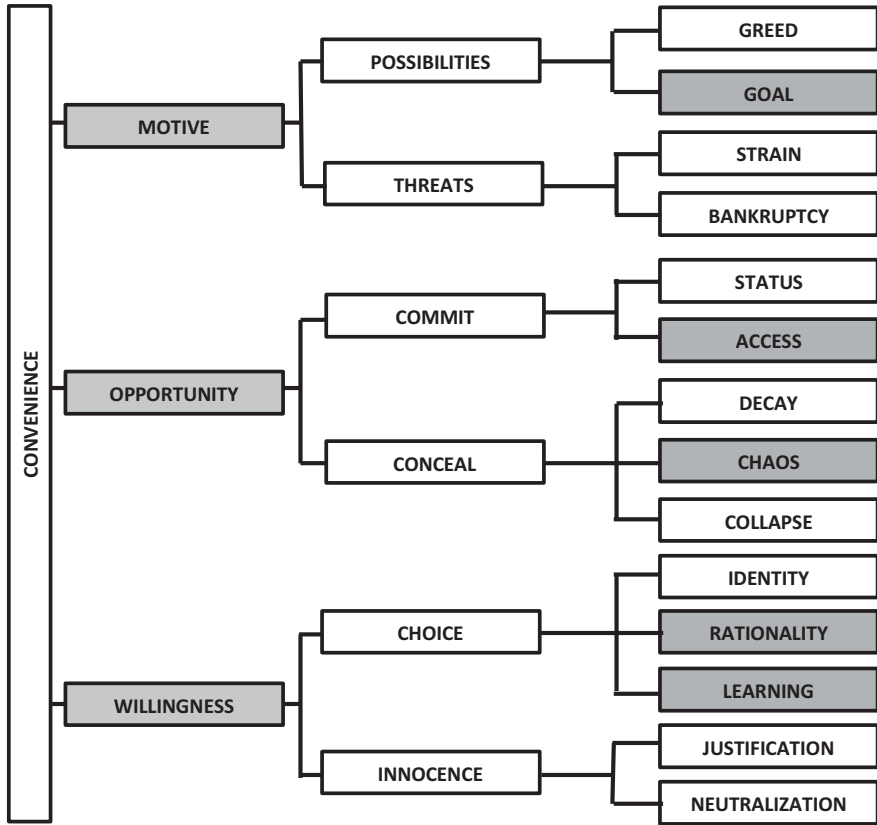 CONVENIENCE
MOTIVE
POSSIBILITIES
GREED
GOAL
THREATS
STRAIN
BANKRUPTCY
OPPORTUNITY
COMMIT
STATUS
ACCESS
CONCEAL
DECAY
CHAOS
COLLAPSE
WILLINGNESS
CHOICE
IDENTITY
RATIONALITY
LEARNING
INNOCENCE
JUSTIFICATION
NEUTRALIZATION